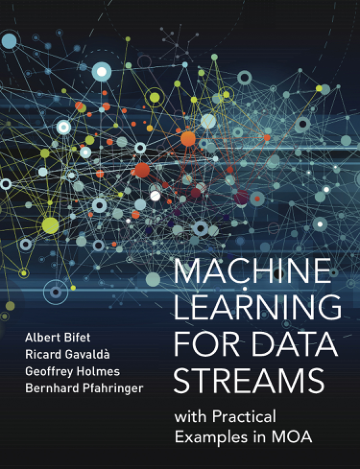 MACHINE
LEARNING
FOR DATA
STREAMS
with Practical
Examples in MOA
Albert Bifet
Ricard Gavaldà
Geoffrey Holmes
Bernhard Pfahringer